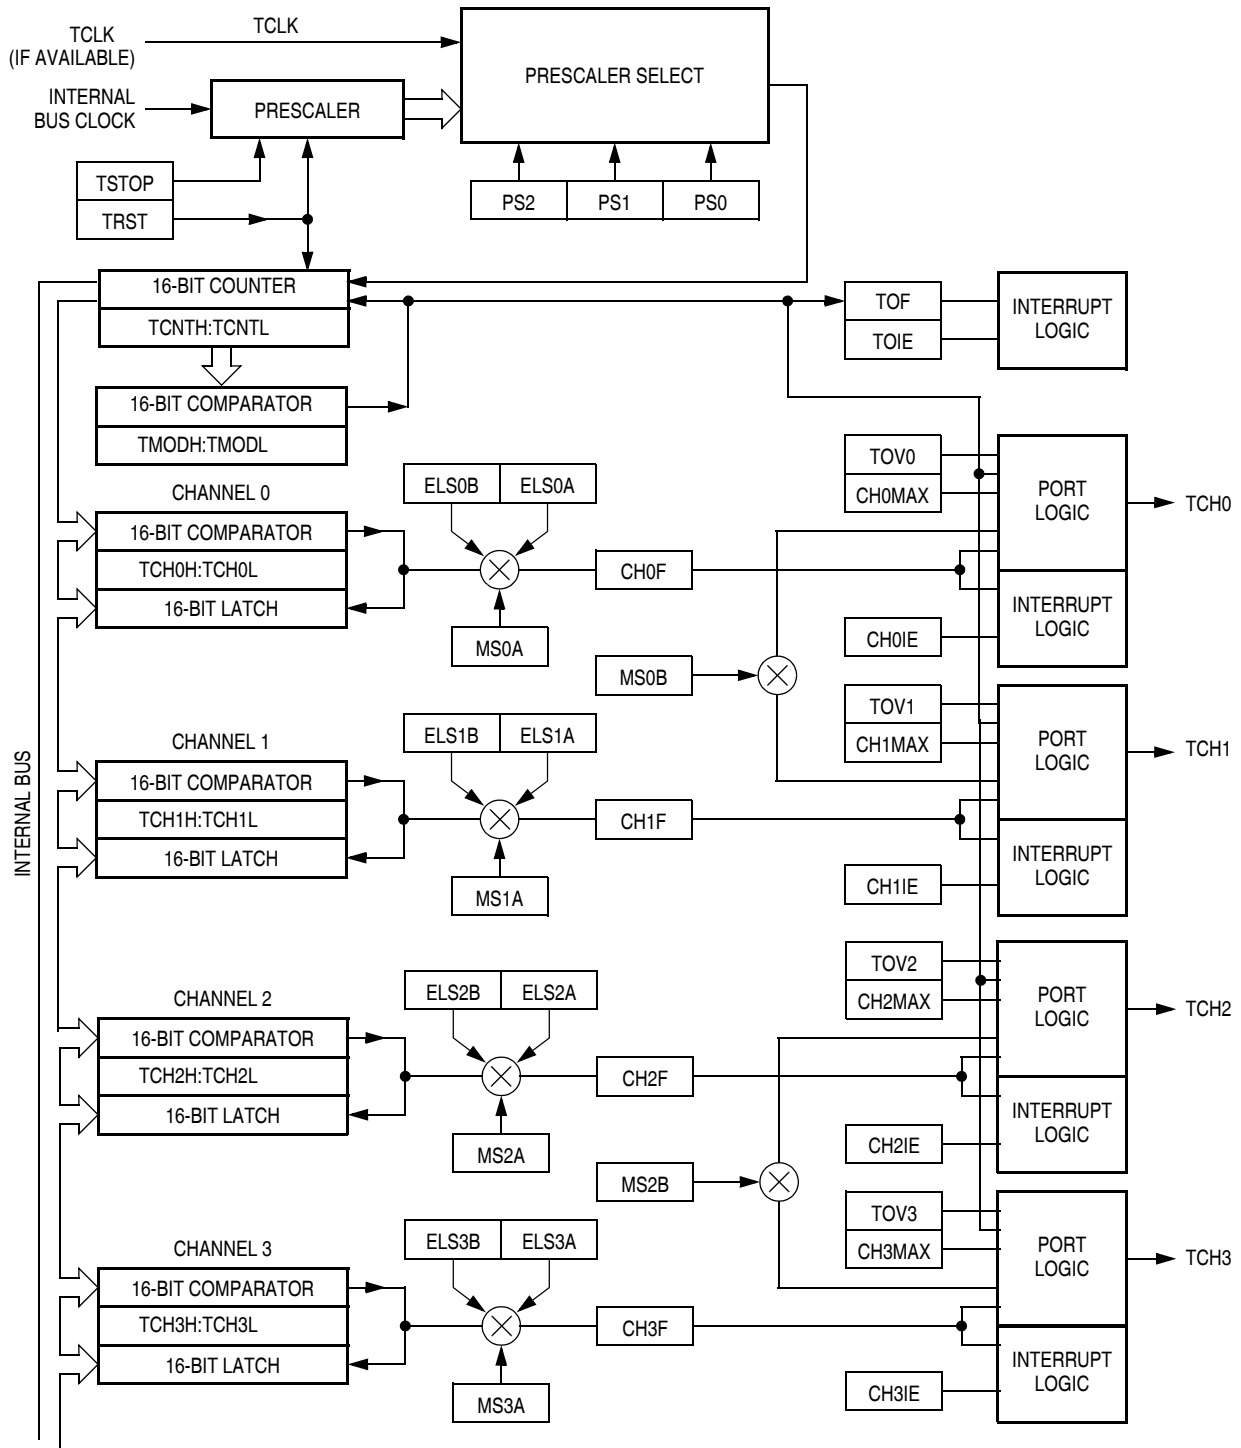 TCLK
(IF AVAILABLE)
TCLK
PRESCALER SELECT
INTERNAL
BUS CLOCK
PRESCALER
TSTOP
TRST
PS2
PS1
PS0
16-BIT COUNTER
TCNTH:TCNTL
TOF
TOIE
INTERRUPT
LOGIC
16-BIT COMPARATOR
TMODH:TMODL
INTERNAL BUS
CHANNEL 0
16-BIT COMPARATOR
TCH0H:TCH0L
16-BIT LATCH
ELS0B
ELS0A
MS0A
CH0F
TOV0
CH0MAX
PORT
LOGIC
TCH0
INTERRUPT
LOGIC
CH0IE
MS0B
CHANNEL 1
16-BIT COMPARATOR
TCH1H:TCH1L
16-BIT LATCH
ELS1B
ELS1A
MS1A
CH1F
TOV1
CH1MAX
PORT
LOGIC
TCH1
INTERRUPT
LOGIC
CH1IE
CHANNEL 2
16-BIT COMPARATOR
TCH2H:TCH2L
16-BIT LATCH
ELS2B
ELS2A
MS2A
CH2F
TOV2
CH2MAX
PORT
LOGIC
TCH2
INTERRUPT
LOGIC
CH2IE
MS2B
CHANNEL 3
16-BIT COMPARATOR
TCH3H:TCH3L
16-BIT LATCH
ELS3B
ELS3A
MS3A
CH3F
TOV3
CH3MAX
PORT
LOGIC
TCH3
INTERRUPT
LOGIC
CH3IE